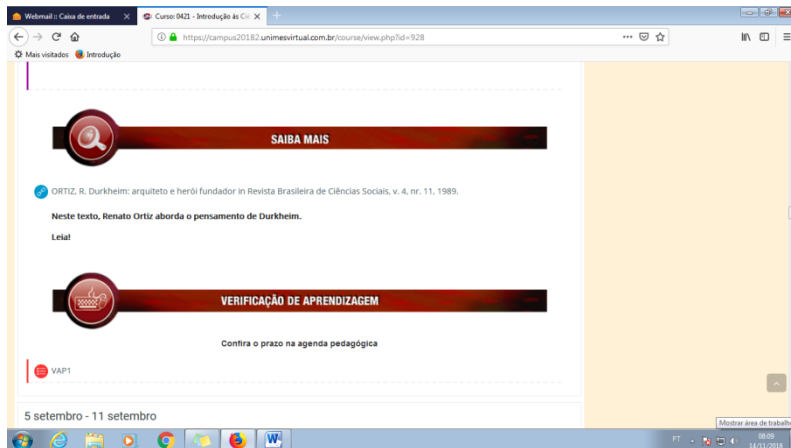 Webmail :: Caixa de entrada
Curso: 0421 - Introdução às Ciê
https://campus20182.unimesvirtual.com.br/course/view.php?id=928
Mais visitados
Introdução
SAIBA MAIS
ORTIZ, R. Durkheim: arquiteto e herói fundador in Revista Brasileira de Ciências Sociais, v. 4, nr. 11, 1989.
Neste texto, Renato Ortiz aborda o pensamento de Durkheim.
Leia!
VERIFICAÇÃO DE APRENDIZAGEM
Confira o prazo na agenda pedagógica
VAP1
5 setembro - 11 setembro
Mostrar área de trabalho
PT
08:09
14/11/2018